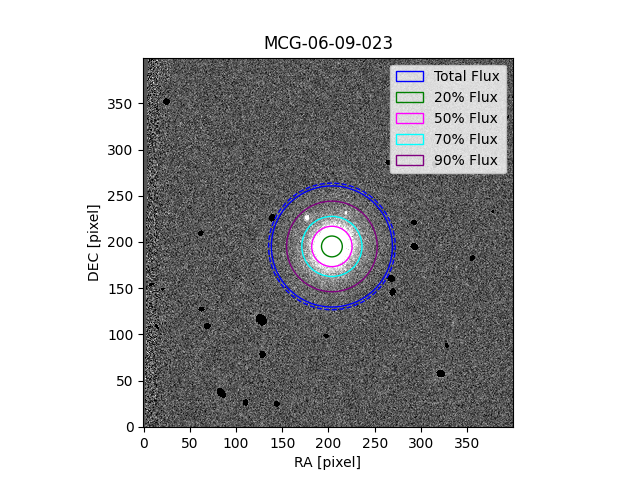 MCG-06-09-023
Total Flux
20% Flux
50% Flux
70% Flux
90% Flux
350
300
250
200
150
100
50
0
DEC [pixel]
0 50 100 150 200 250 300 350
RA [pixel]